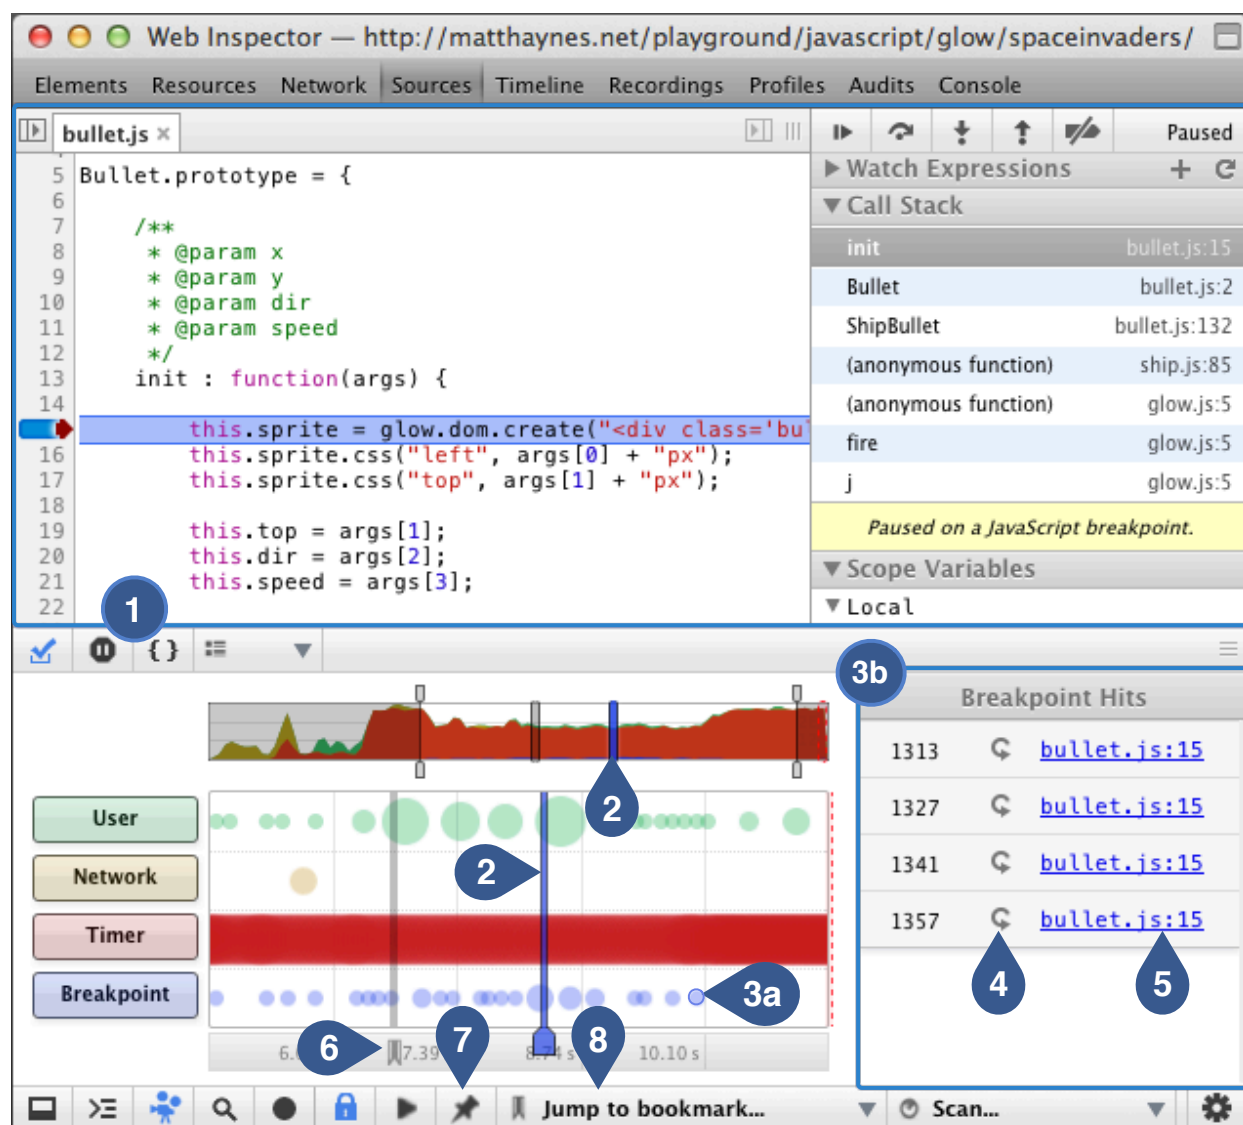 Web Inspector — http://matthaynes.net/playground/javascript/glow/spaceinvaders/
Elements Resources Network Sources Timeline Recordings Profiles Audits Console
bullet.js ×
Paused
5 Bullet.prototype = {
6
7 /**
8 * @param x
9 * @param y
10 * @param dir
11 * @param speed
12 */
13 init : function(args) {
14
this.sprite = glow.dom.create("<div class='bul
16 this.sprite.css("left", args[0] + "px");
17 this.sprite.css("top", args[1] + "px");
18
19 this.top = args[1];
20 this.dir = args[2];
21 this.speed = args[3];
22
Watch Expressions
Call Stack
init bullet.js:15
Bullet bullet.js:2
ShipBullet bullet.js:132
(anonymous function) ship.js:85
(anonymous function) glow.js:5
fire glow.js:5
j glow.js:5
Paused on a JavaScript breakpoint.
Scope Variables
Local
1
{}
2
2
User
Network
Timer
Breakpoint
3a
6
7
8
7.39
8.74 s
10.10 s
3b
Breakpoint Hits
1313 bullet.js:15
1327 bullet.js:15
1341 bullet.js:15
1357 bullet.js:15
4
5
Jump to bookmark...
Scan...